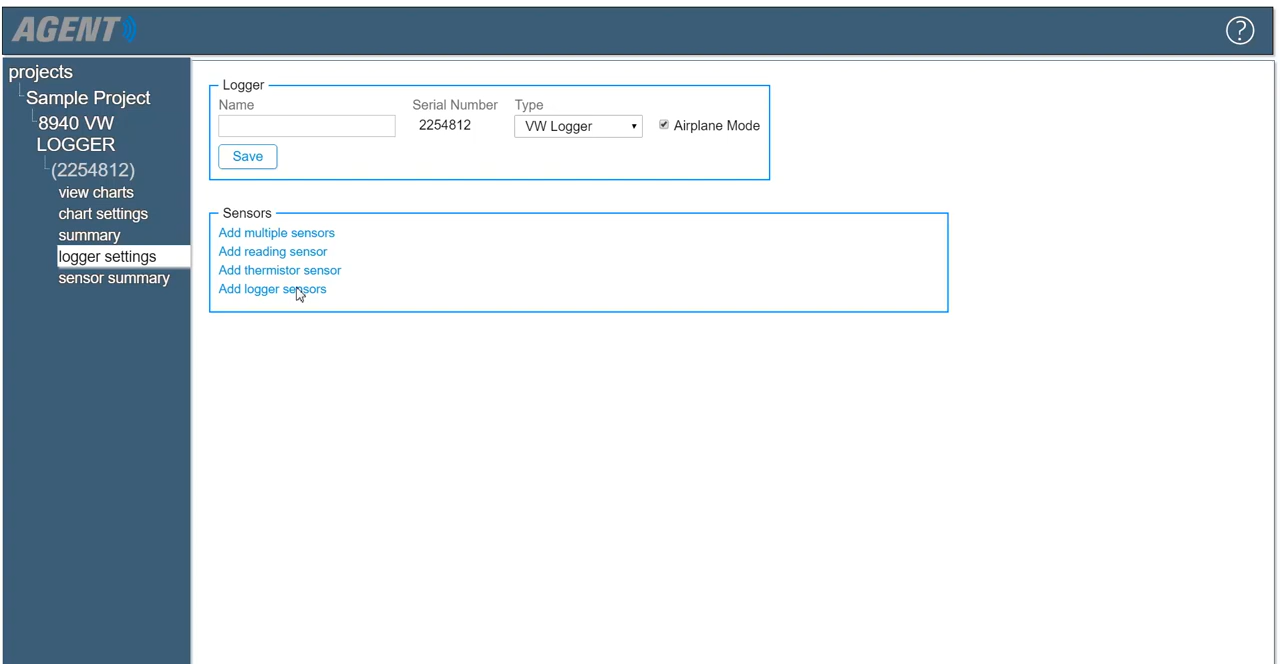 AGENT
?
projects
Sample Project
8940 VW
LOGGER
(2254812)
view charts
chart settings
summary
logger settings
sensor summary
Logger
Name Serial Number Type
2254812 VW Logger Airplane Mode
Save
Sensors
Add multiple sensors
Add reading sensor
Add thermistor sensor
Add logger sensors